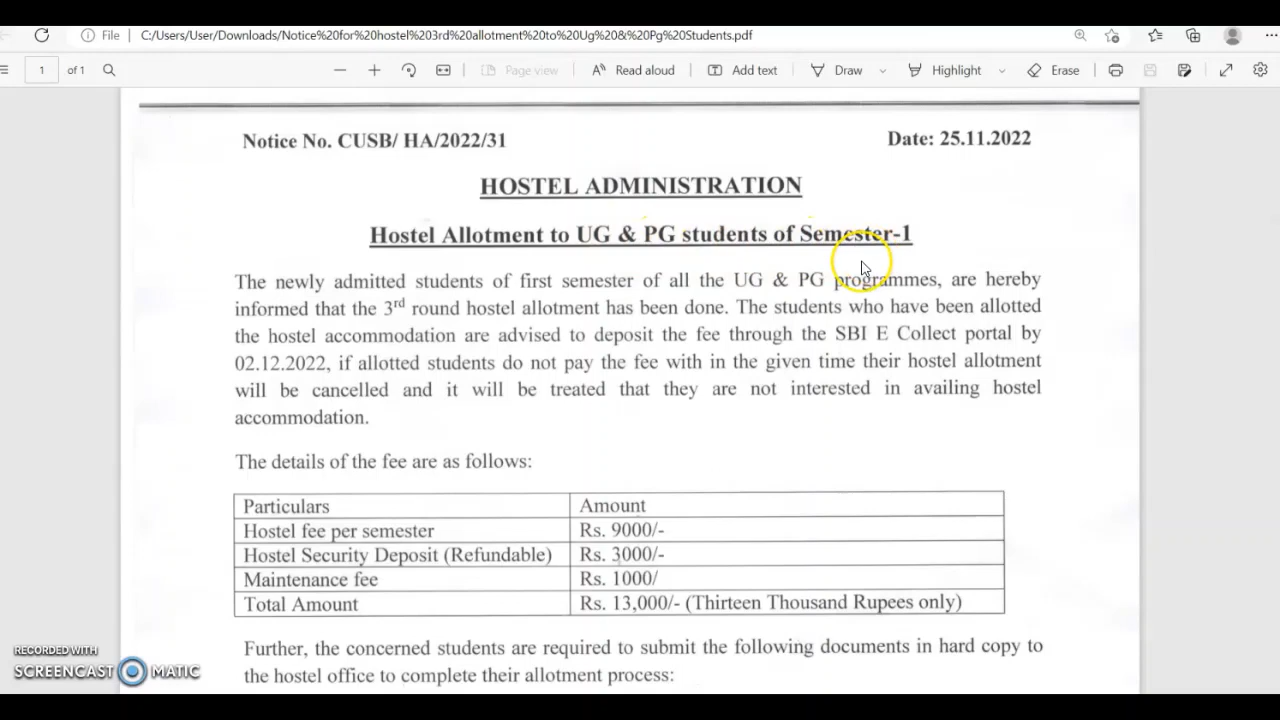 File C:/Users/User/Downloads/Notice%20for%20hostel%203rd%20allotment%20to%20Ug%20&%20Pg%20Students.pdf
1 of 1 Page view Read aloud Add text Draw Highlight Erase
Notice No. CUSB/ HA/2022/31 Date: 25.11.2022
HOSTEL ADMINISTRATION
Hostel Allotment to UG & PG students of Semester-1
The newly admitted students of first semester of all the UG & PG programmes, are hereby
informed that the 3rd round hostel allotment has been done. The students who have been allotted
the hostel accommodation are advised to deposit the fee through the SBI E Collect portal by
02.12.2022, if allotted students do not pay the fee with in the given time their hostel allotment
will be cancelled and it will be treated that they are not interested in availing hostel
accommodation.
The details of the fee are as follows:
Particulars Amount
Hostel fee per semester Rs. 9000/-
Hostel Security Deposit (Refundable) Rs. 3000/-
Maintenance fee Rs. 1000/
Total Amount Rs. 13,000/- (Thirteen Thousand Rupees only)
Further, the concerned students are required to submit the following documents in hard copy to
the hostel office to complete their allotment process:
RECORDED WITH
SCREENCAST MATIC